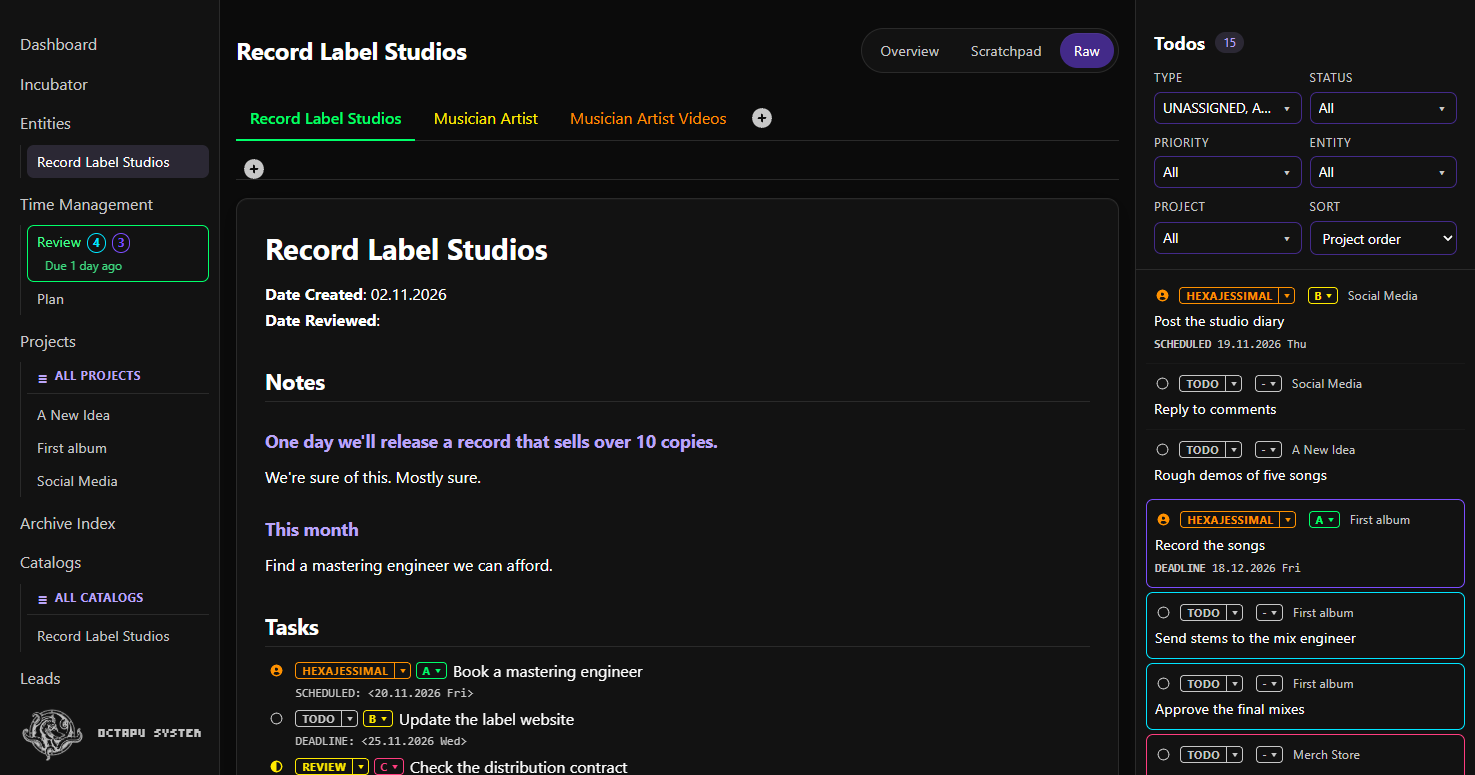 Dashboard
Incubator
Entities
Record Label Studios
Time Management
Review 4 3
Due 1 day ago
Plan
Projects
ALL PROJECTS
A New Idea
First album
Social Media
Archive Index
Catalogs
ALL CATALOGS
Record Label Studios
Leads
OCTAPU SYSTEM
Record Label Studios
Overview Scratchpad Raw
Record Label Studios Musician Artist Musician Artist Videos
Record Label Studios
Date Created: 02.11.2026
Date Reviewed:
Notes
One day we'll release a record that sells over 10 copies.
We're sure of this. Mostly sure.
This month
Find a mastering engineer we can afford.
Tasks
HEXAJESSIMAL A Book a mastering engineer
SCHEDULED: <20.11.2026 Fri>
TODO B Update the label website
DEADLINE: <25.11.2026 Wed>
REVIEW C Check the distribution contract
Todos 15
TYPE STATUS
UNASSIGNED, A... All
PRIORITY ENTITY
All All
PROJECT SORT
All Project order
HEXAJESSIMAL B Social Media
Post the studio diary
SCHEDULED 19.11.2026 Thu
TODO - Social Media
Reply to comments
TODO - A New Idea
Rough demos of five songs
HEXAJESSIMAL A First album
Record the songs
DEADLINE 18.12.2026 Fri
TODO - First album
Send stems to the mix engineer
TODO - First album
Approve the final mixes
TODO - Merch Store